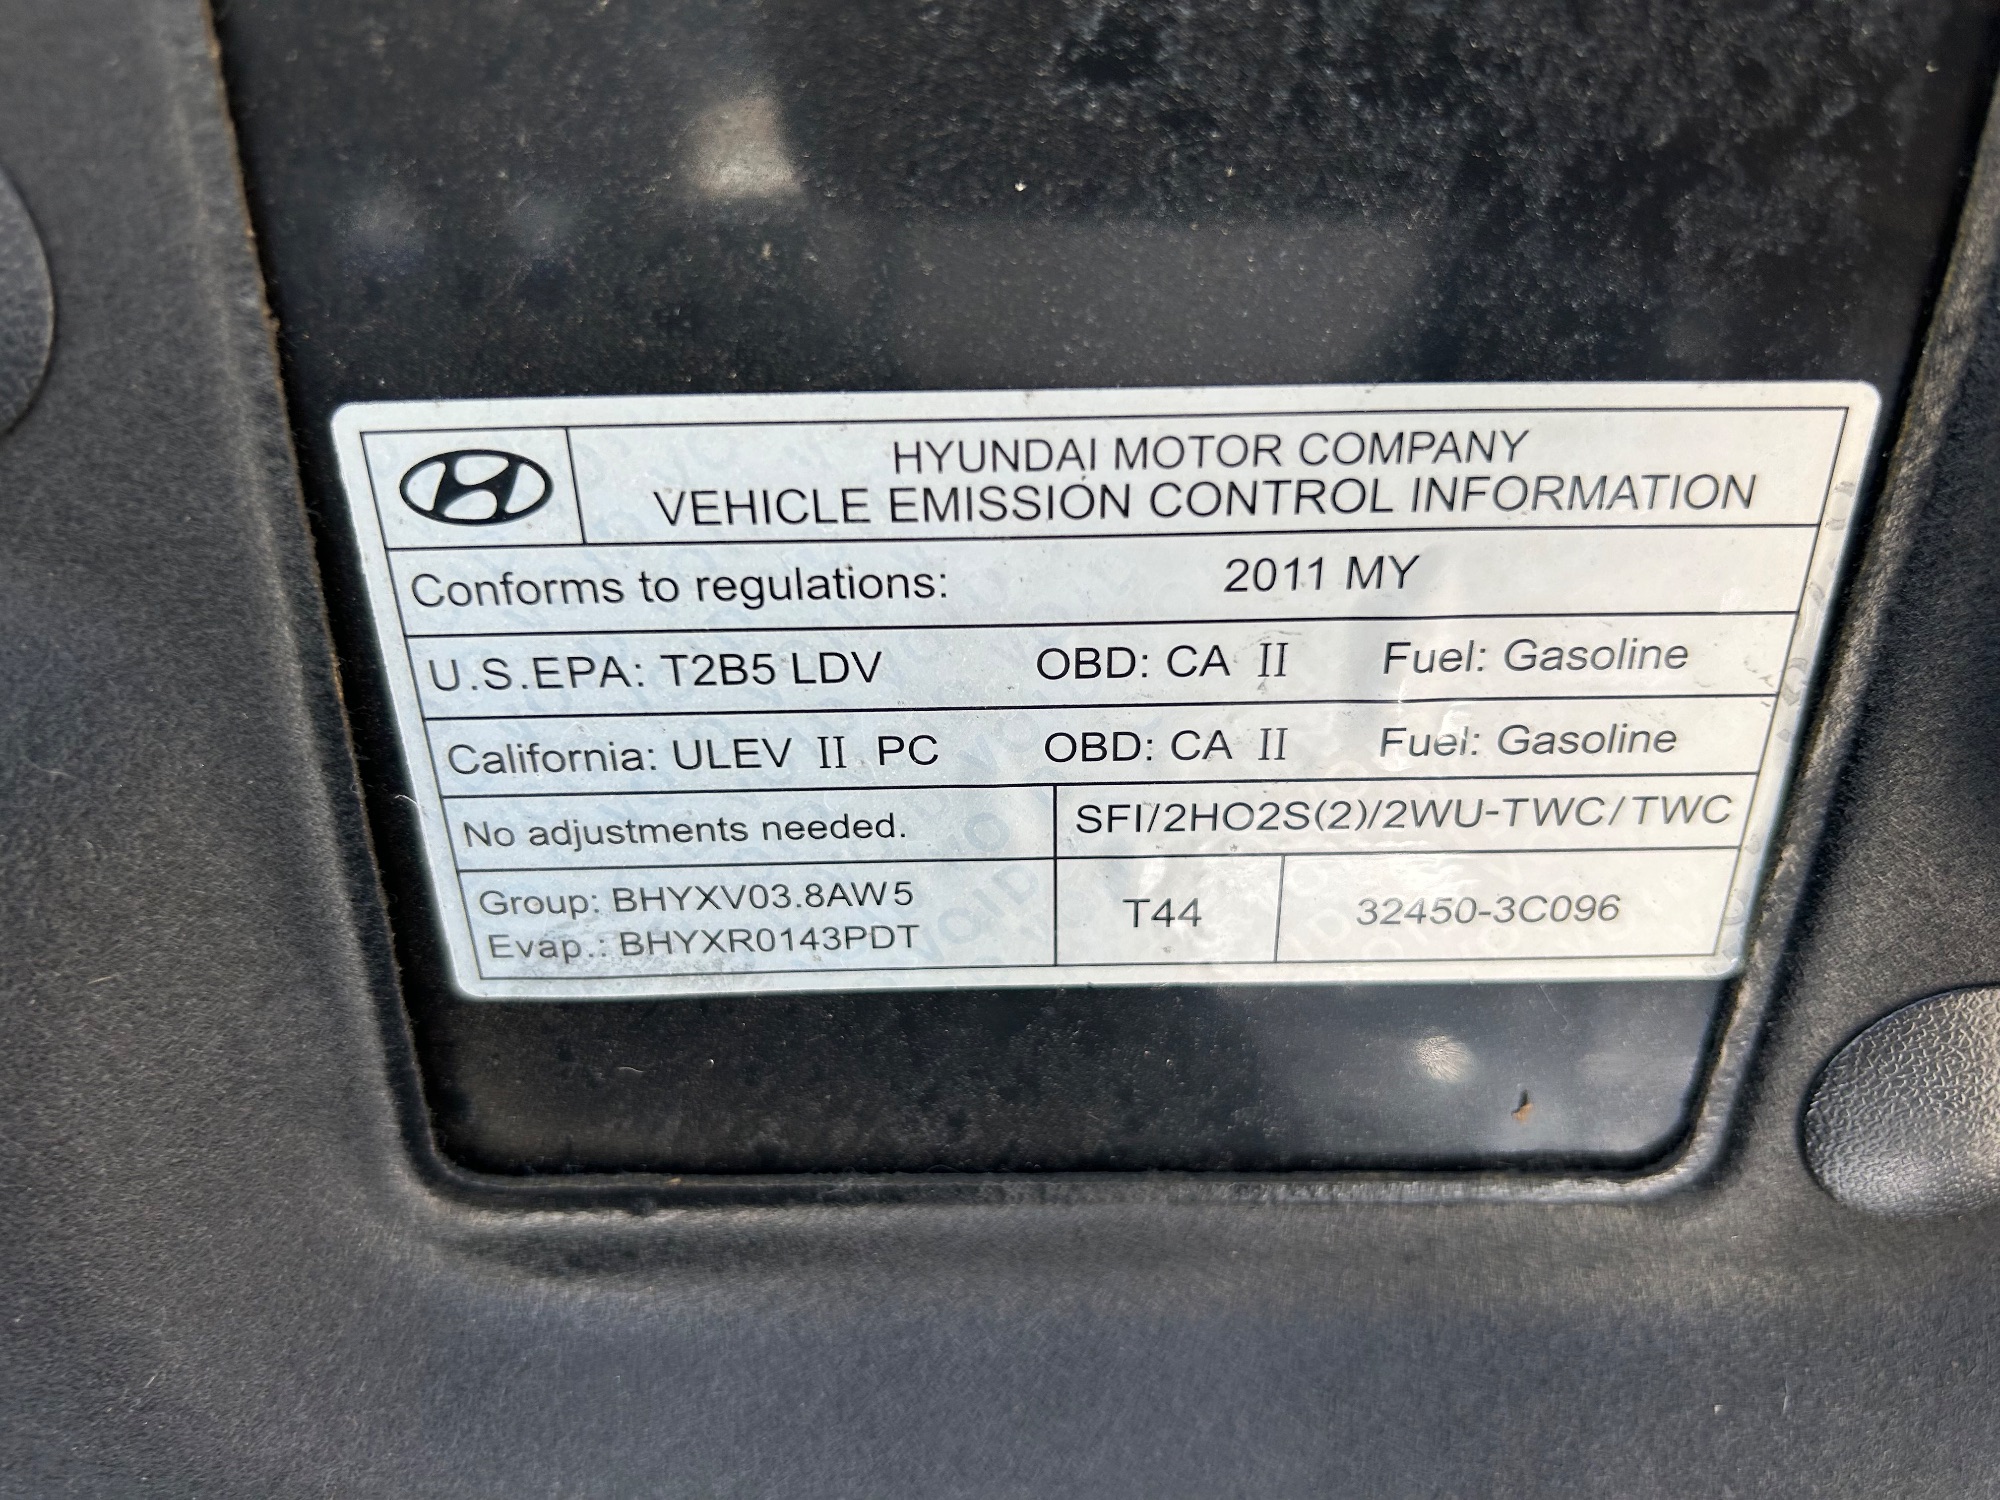 HYUNDAI MOTOR COMPANY
VEHICLE EMISSION CONTROL INFORMATION
Conforms to regulations: 2011 MY
U.S.EPA: T2B5 LDV OBD: CA II Fuel: Gasoline
California: ULEV II PC OBD: CA II Fuel: Gasoline
No adjustments needed. SFI/2HO2S(2)/2WU-TWC/TWC
Group: BHYXV03.8AW5
Evap.: BHYXR0143PDT
T44 32450-3C096